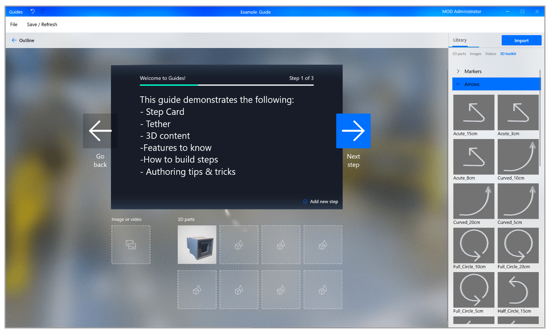 Guides
Example Guide
MOD Administrator
File
Save / Refresh
Outline
Library
Import
3D parts
Images
Videos
3D toolkit
Markers
Arrows
Welcome to Guides!
Step 1 of 3
This guide demonstrates the following:
- Step Card
- Tether
- 3D content
-Features to know
-How to build steps
- Authoring tips & tricks
Go
back
Next
step
Add new step
Image or video
3D parts
Acute_15cm
Acute_3cm
Acute_8cm
Curved_10cm
Curved_20cm
Curved_5cm
Full_Circle_10cm
Full_Circle_20cm
Full_Circle_5cm
Half_Circle_15cm